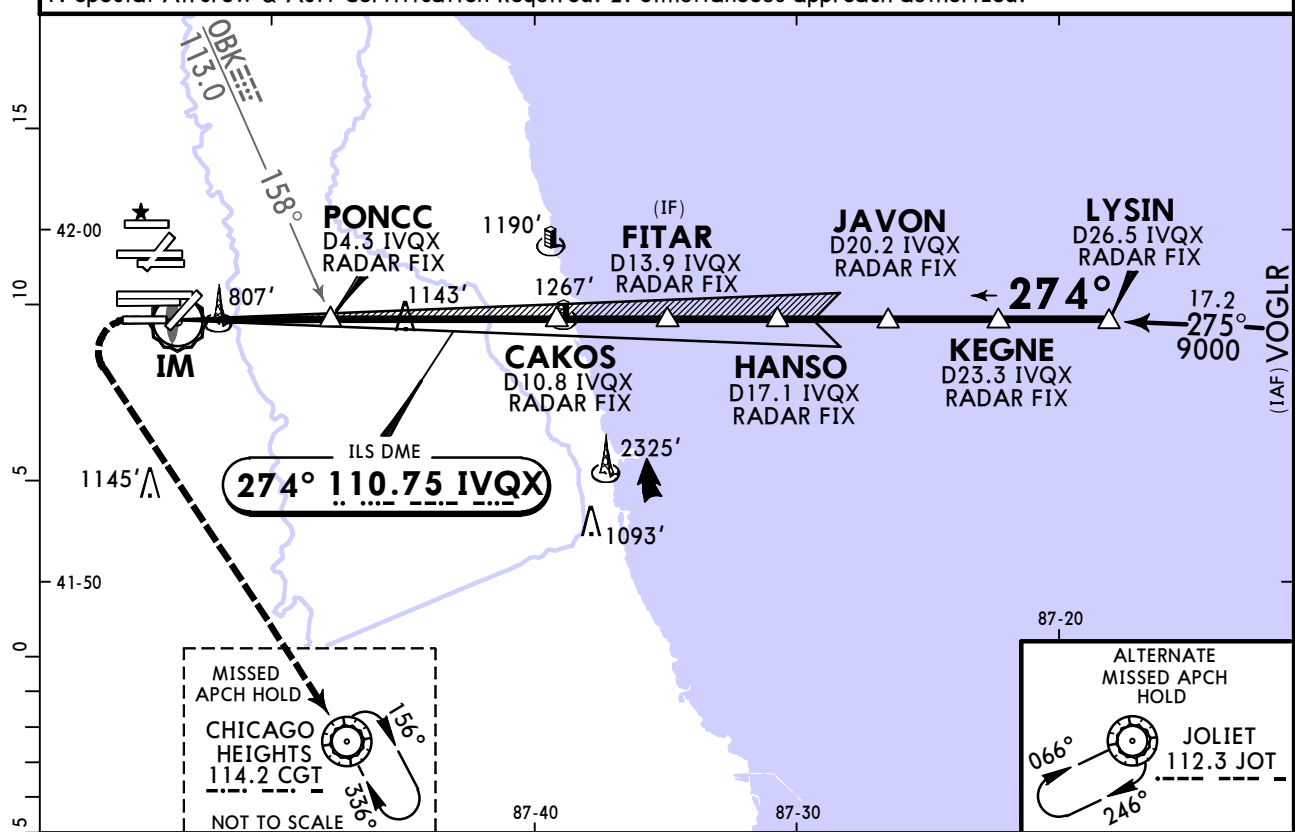 OBK
113.0
158°
15
42-00
10
5
41-50
0
5
PONCC
D4.3 IVQX
RADAR FIX
1190'
(IF)
FITAR
D13.9 IVQX
RADAR FIX
JAVON
D20.2 IVQX
RADAR FIX
LYSIN
D26.5 IVQX
RADAR FIX
807'
1143'
1267'
274°
17.2
275°
9000
(IAF) VOGLR
IM
CAKOS
D10.8 IVQX
RADAR FIX
HANSO
D17.1 IVQX
RADAR FIX
KEGNE
D23.3 IVQX
RADAR FIX
ILS DME
274° 110.75 IVQX
1145'
2325'
1093'
MISSED
APCH HOLD
CHICAGO
HEIGHTS
114.2 CGT
156°
336°
NOT TO SCALE
87-40
87-30
87-20
ALTERNATE
MISSED APCH
HOLD
JOLIET
112.3 JOT
066°
246°